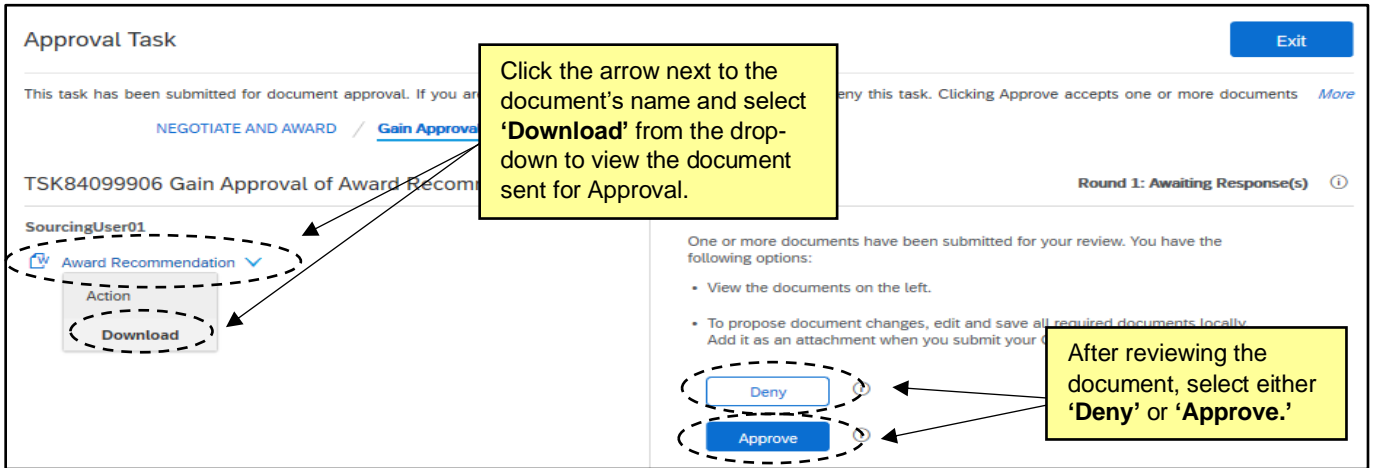 Approval Task
Exit
This task has been submitted for document approval. If you are
eny this task. Clicking Approve accepts one or more documents More
NEGOTIATE AND AWARD / Gain Approval
Click the arrow next to the
document's name and select
'Download' from the drop-
down to view the document
sent for Approval.
TSK84099906 Gain Approval of Award Recomm
Round 1: Awaiting Response(s)
SourcingUser01
Award Recommendation
Action
Download
One or more documents have been submitted for your review. You have the
following options:
• View the documents on the left.
• To propose document changes, edit and save all required documents locally.
Add it as an attachment when you submit your
Deny
Approve
After reviewing the
document, select either
'Deny' or 'Approve.'